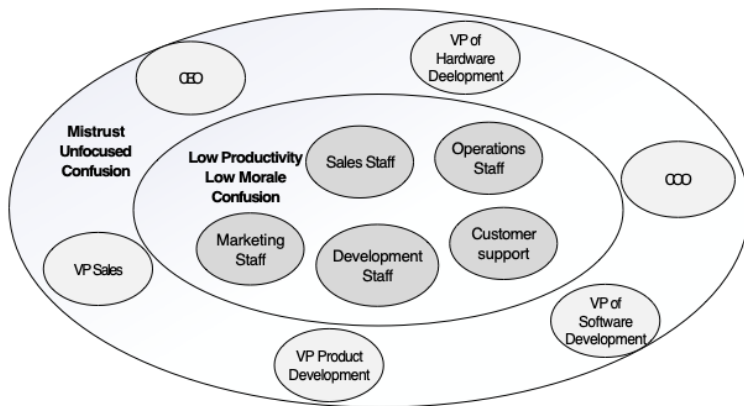 VP of
Hardware
Deelopment
CEO
Mistrust
Unfocused
Confusion
Low Productivity
Low Morale
Confusion
Sales Staff
Operations
Staff
COO
Marketing
Staff
Development
Staff
Customer
support
VP Sales
VP of
Software
Development
VP Product
Development